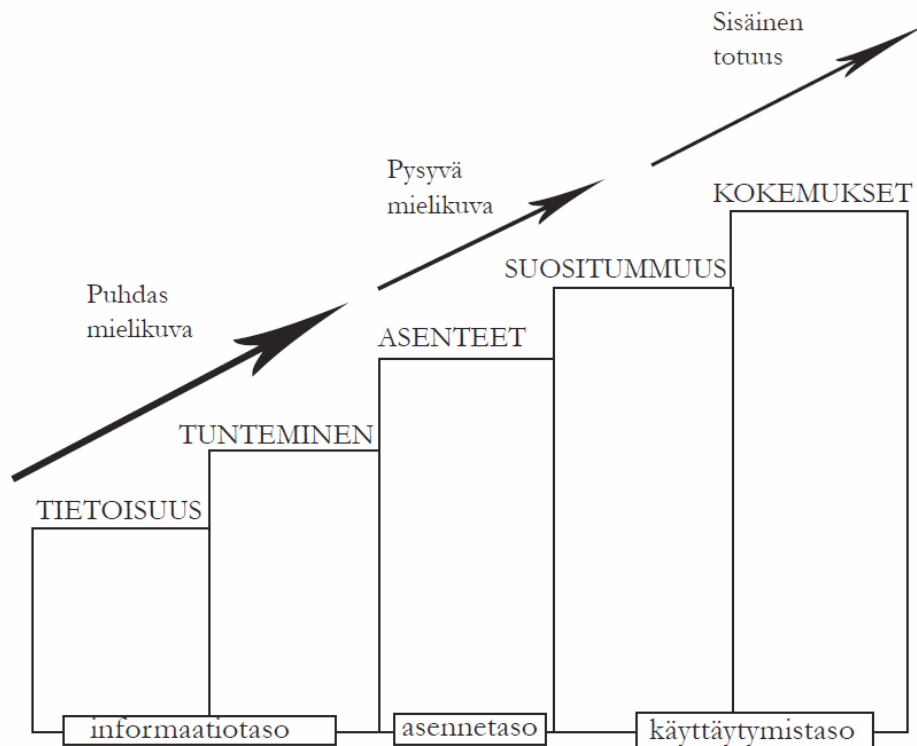 Sisäinen
totuus
Pysyvä
mielikuva
KOKEMUKSET
SUOSITUMMUUS
Puhdas
mielikuva
ASENTEET
TUNTEMINEN
TIETOISUUS
informaatiotaso
asennetaso
käyttäytymistaso